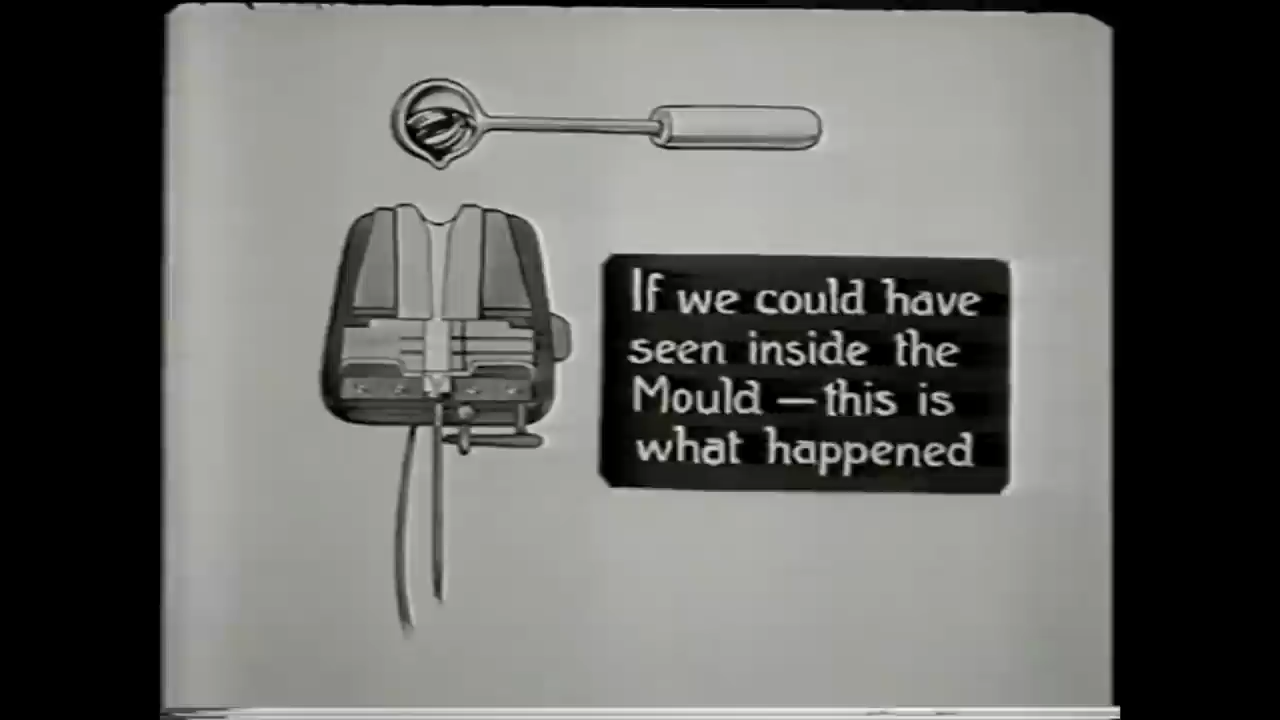 If we could have
seen inside the
Mould — this is
what happened